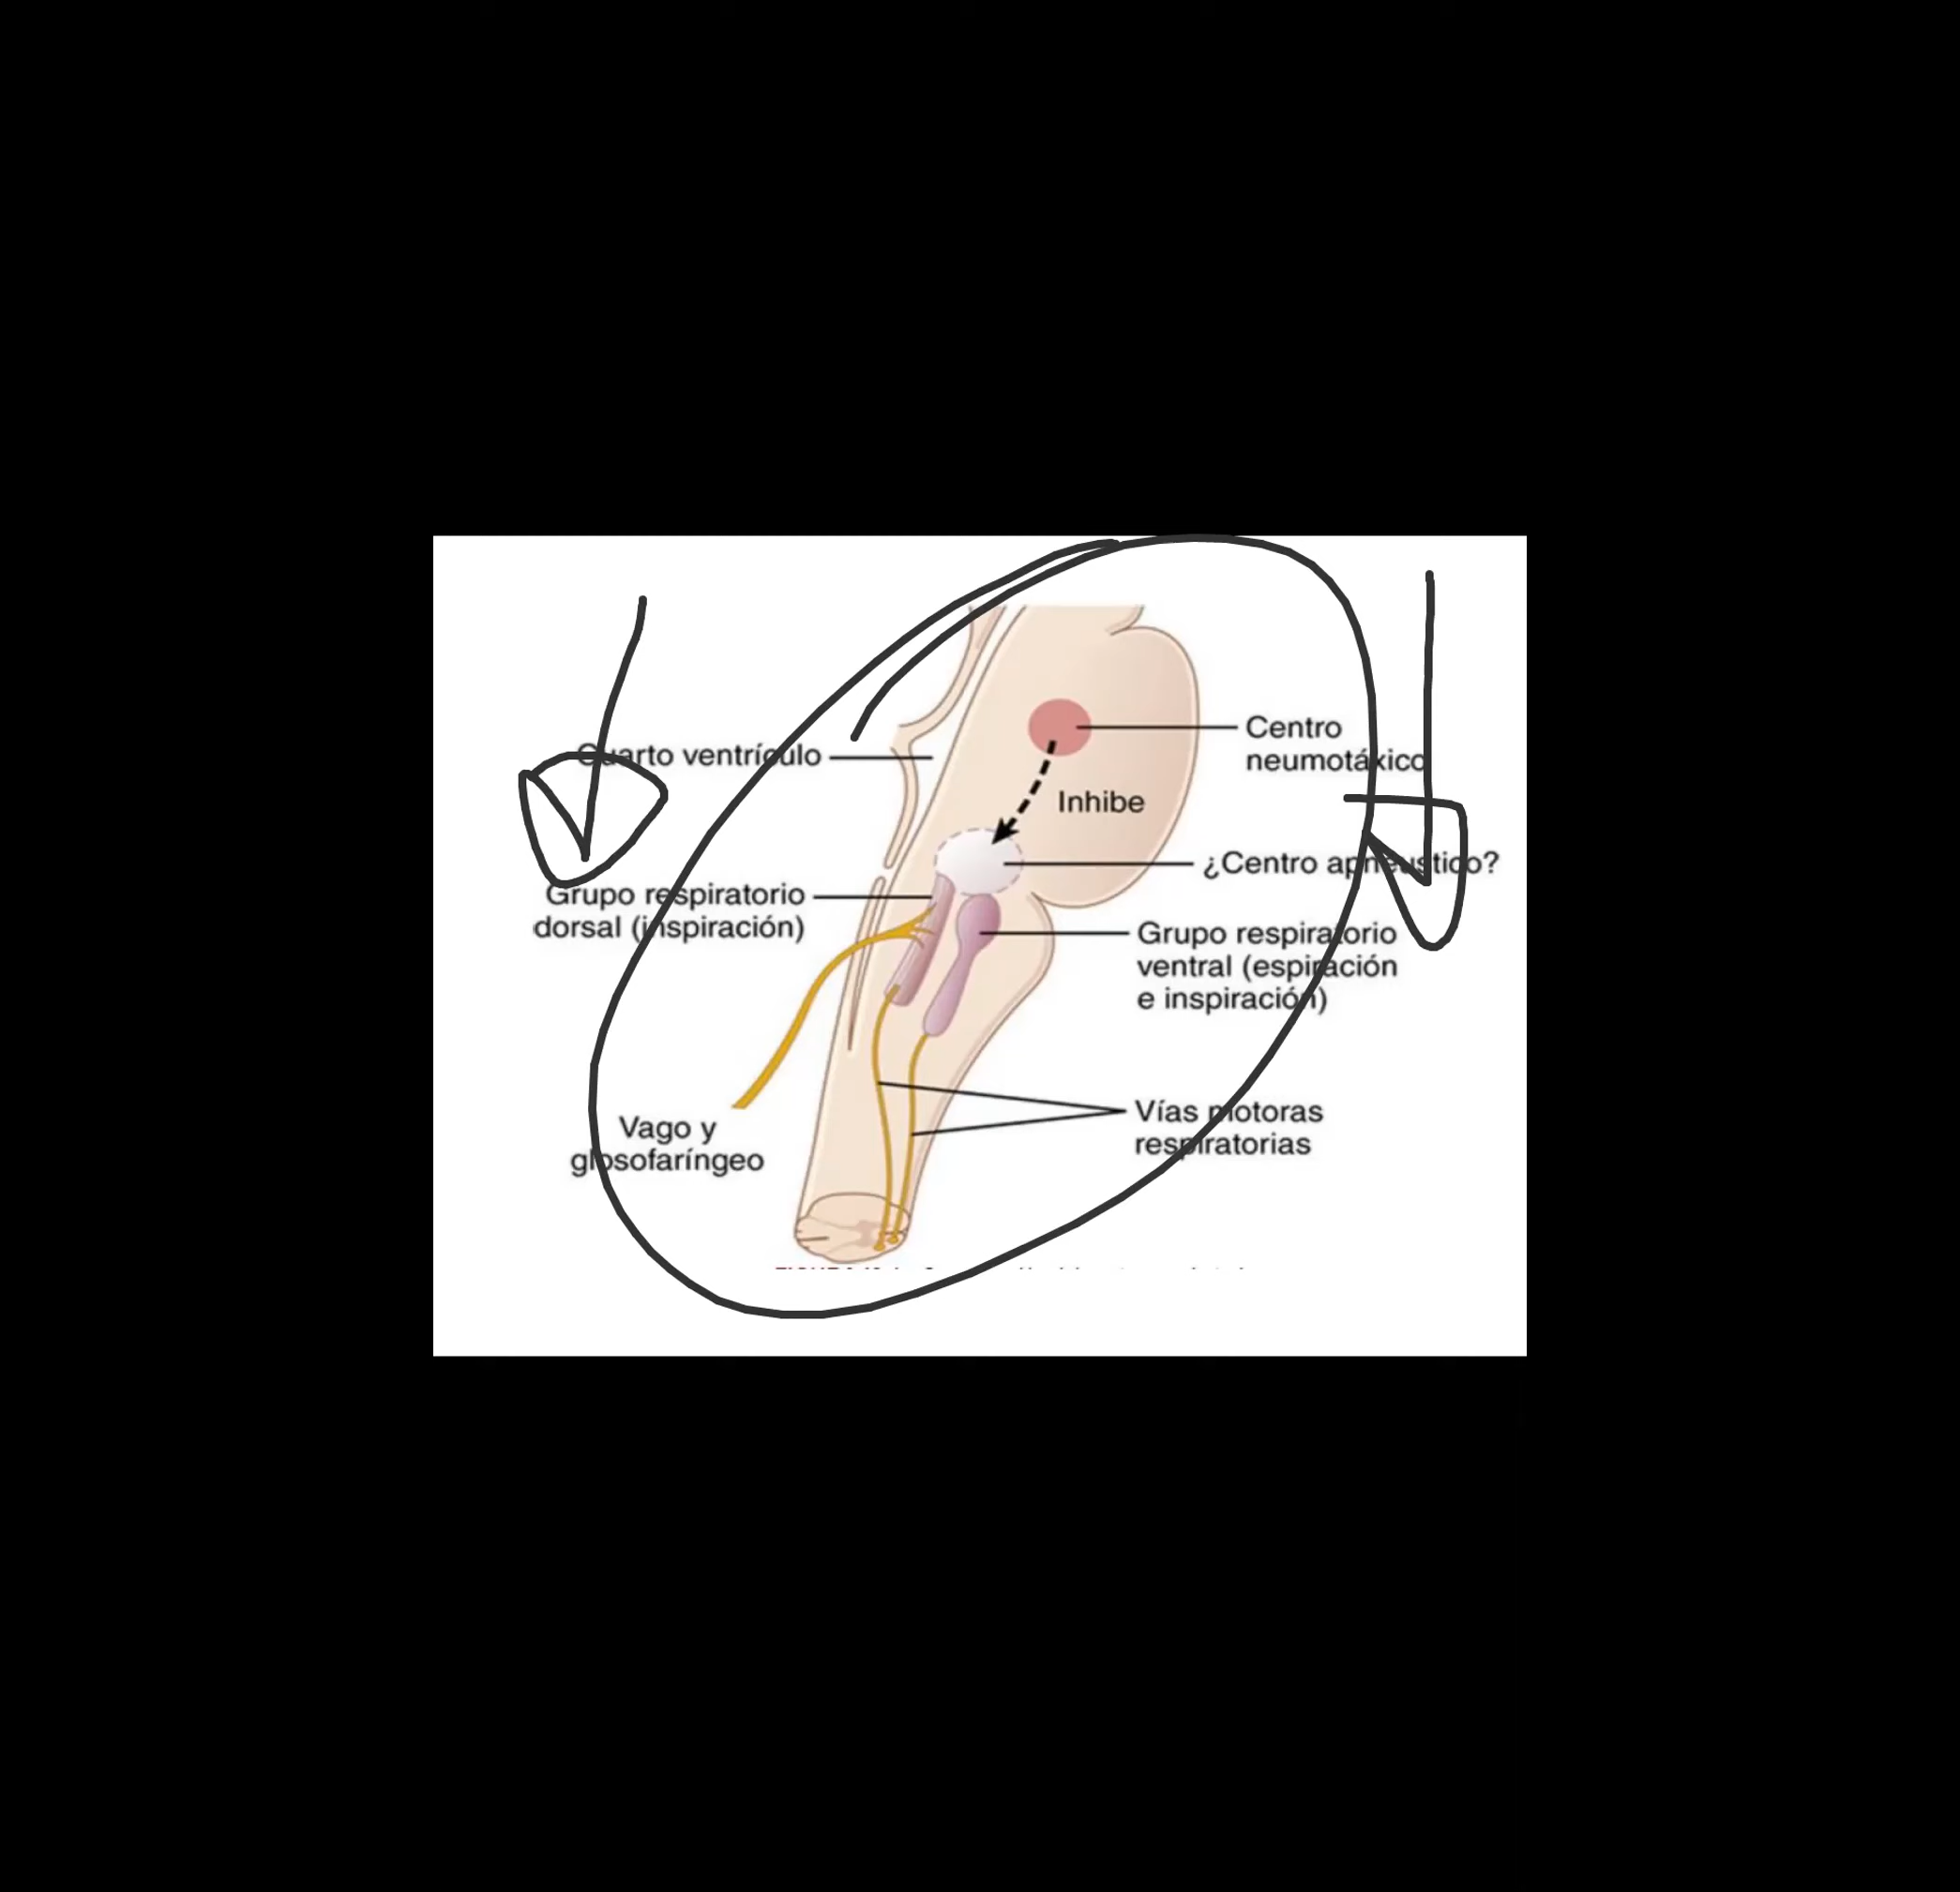 Centro
neumotáxico
Cuarto ventrículo
Inhibe
¿Centro apnéustico?
Grupo respiratorio
dorsal (inspiración)
Grupo respiratorio
ventral (espiración
e inspiración)
Vago y
glosofaríngeo
Vías motoras
respiratorias